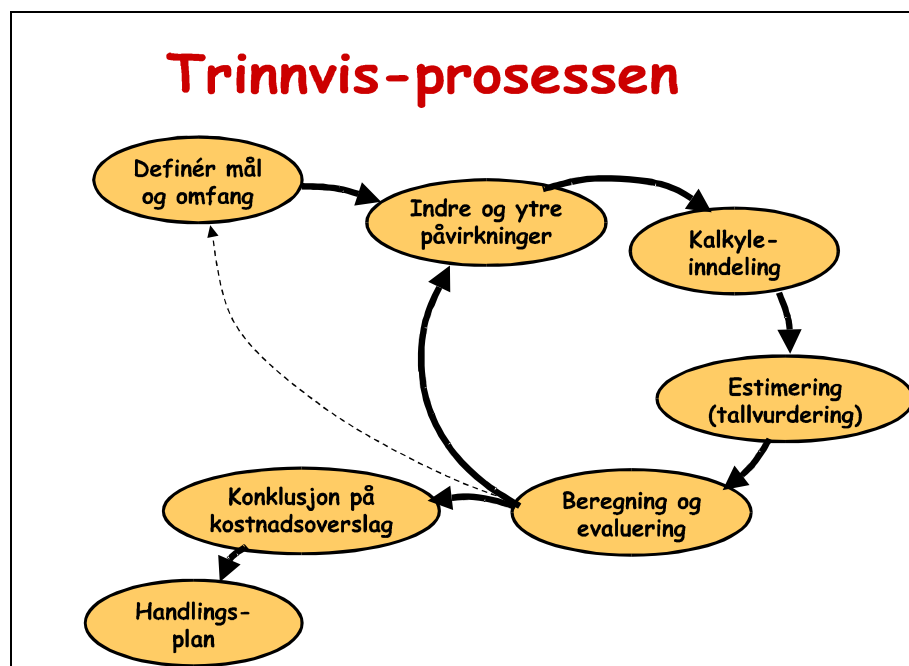 Trinnvis-prosessen
Definér mål
og omfang
Indre og ytre
påvirkninger
Kalkyle-
inndeling
Estimering
(tallvurdering)
Beregning og
evaluering
Konklusjon på
kostnadsoverslag
Handlings-
plan